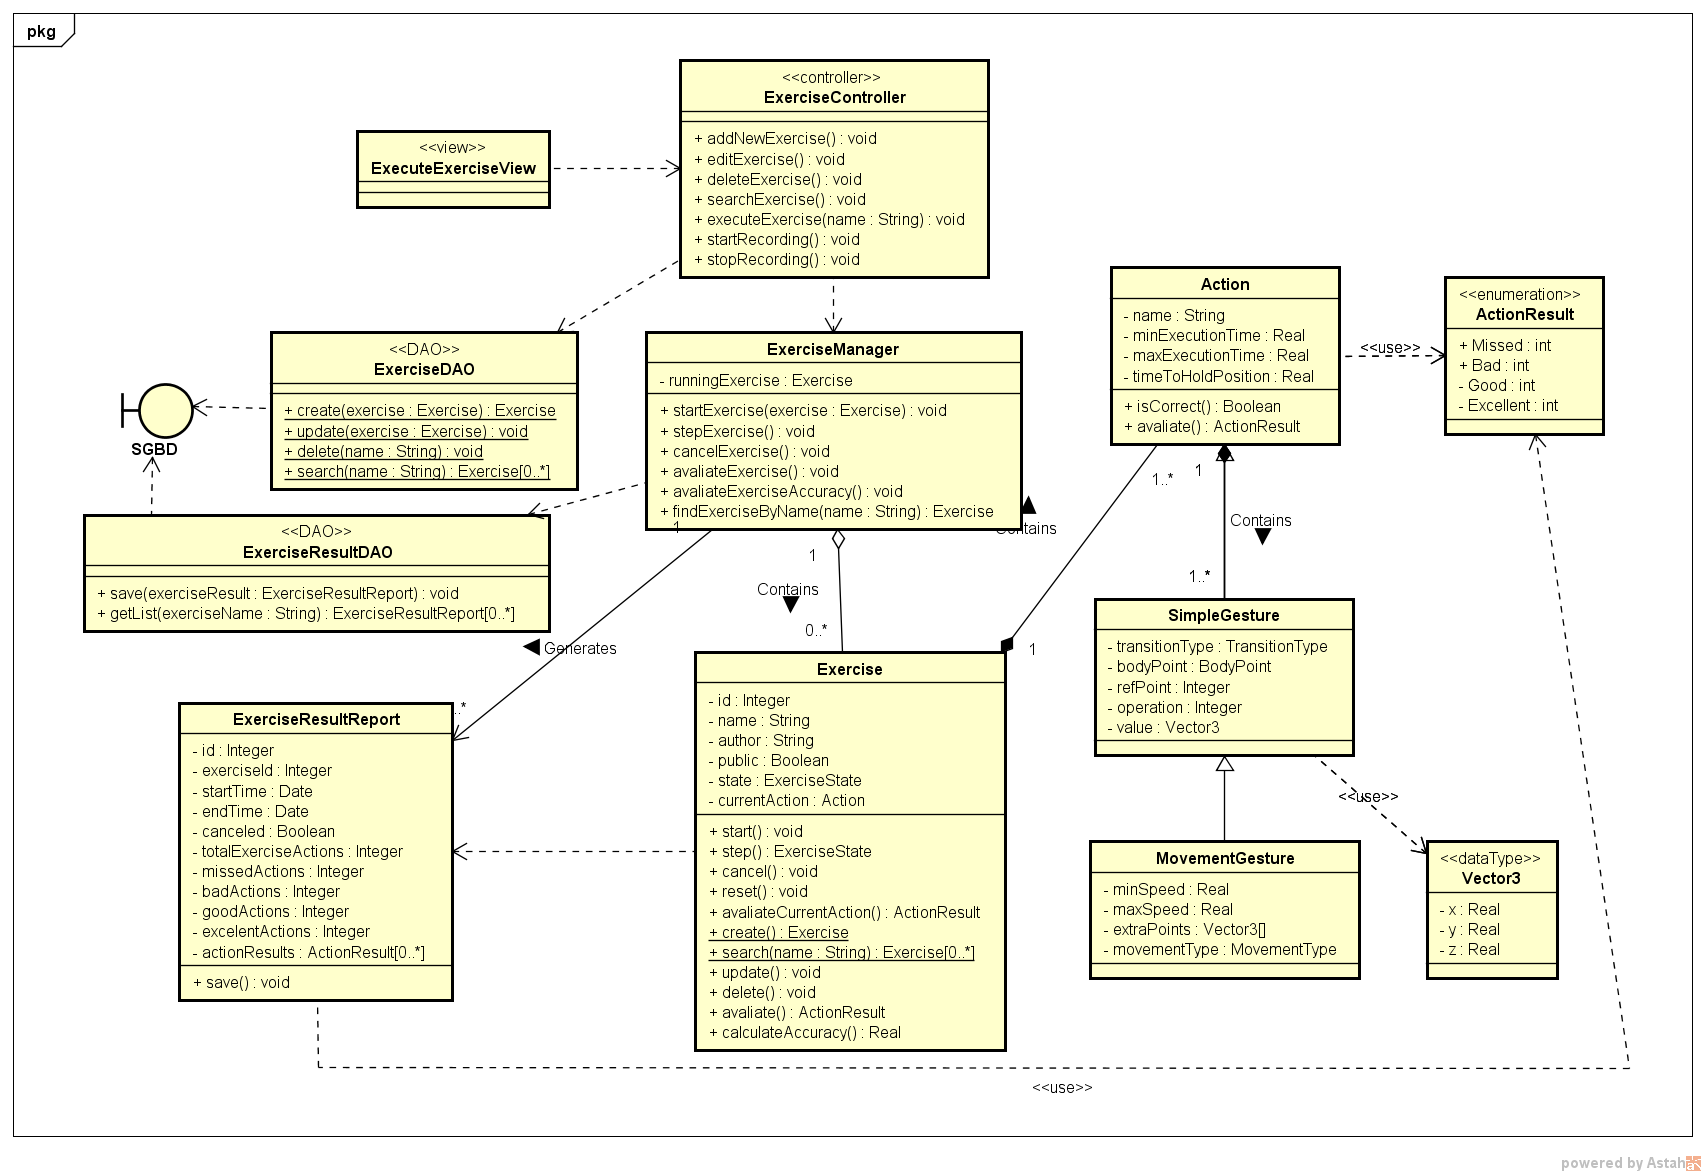 pkg
<<controller>>
ExerciseController
+ addNewExercise() : void
+ editExercise() : void
+ deleteExercise() : void
+ searchExercise() : void
+ executeExercise(name : String) : void
+ startRecording() : void
+ stopRecording() : void
<<view>>
ExecuteExerciseView
<<DAO>>
ExerciseDAO
+ create(exercise : Exercise) : Exercise
+ update(exercise : Exercise) : void
+ delete(name : String) : void
+ search(name : String) : Exercise[0..*]
SGBD
ExerciseManager
- runningExercise : Exercise
+ startExercise(exercise : Exercise) : void
+ stepExercise() : void
+ cancelExercise() : void
+ avaliateExercise() : void
+ avaliateExerciseAccuracy() : void
+ findExerciseByName(name : String) : Exercise
Action
- name : String
- minExecutionTime : Real
- maxExecutionTime : Real
- timeToHoldPosition : Real
+ isCorrect() : Boolean
+ avaliate() : ActionResult
<<use>>
<<enumeration>>
ActionResult
+ Missed : int
+ Bad : int
- Good : int
- Excellent : int
<<DAO>>
ExerciseResultDAO
+ save(exerciseResult : ExerciseResultReport) : void
+ getList(exerciseName : String) : ExerciseResultReport[0..*]
1
1
Contains
0..*
Contains
1..*
1
1
Contains
1..*
Generates
..*
SimpleGesture
- transitionType : TransitionType
- bodyPoint : BodyPoint
- refPoint : Integer
- operation : Integer
- value : Vector3
Exercise
- id : Integer
- name : String
- author : String
- public : Boolean
- state : ExerciseState
- currentAction : Action
+ start() : void
+ step() : ExerciseState
+ cancel() : void
+ reset() : void
+ avaliateCurrentAction() : ActionResult
+ create() : Exercise
+ search(name : String) : Exercise[0..*]
+ update() : void
+ delete() : void
+ avaliate() : ActionResult
+ calculateAccuracy() : Real
ExerciseResultReport
- id : Integer
- exerciseId : Integer
- startTime : Date
- endTime : Date
- canceled : Boolean
- totalExerciseActions : Integer
- missedActions : Integer
- badActions : Integer
- goodActions : Integer
- excelentActions : Integer
- actionResults : ActionResult[0..*]
+ save() : void
<<use>>
MovementGesture
- minSpeed : Real
- maxSpeed : Real
- extraPoints : Vector3[]
- movementType : MovementType
<<dataType>>
Vector3
- x : Real
- y : Real
- z : Real
<<use>>
powered by Astah